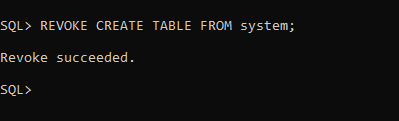 SQL> REVOKE CREATE TABLE FROM system;
Revoke succeeded.
SQL>